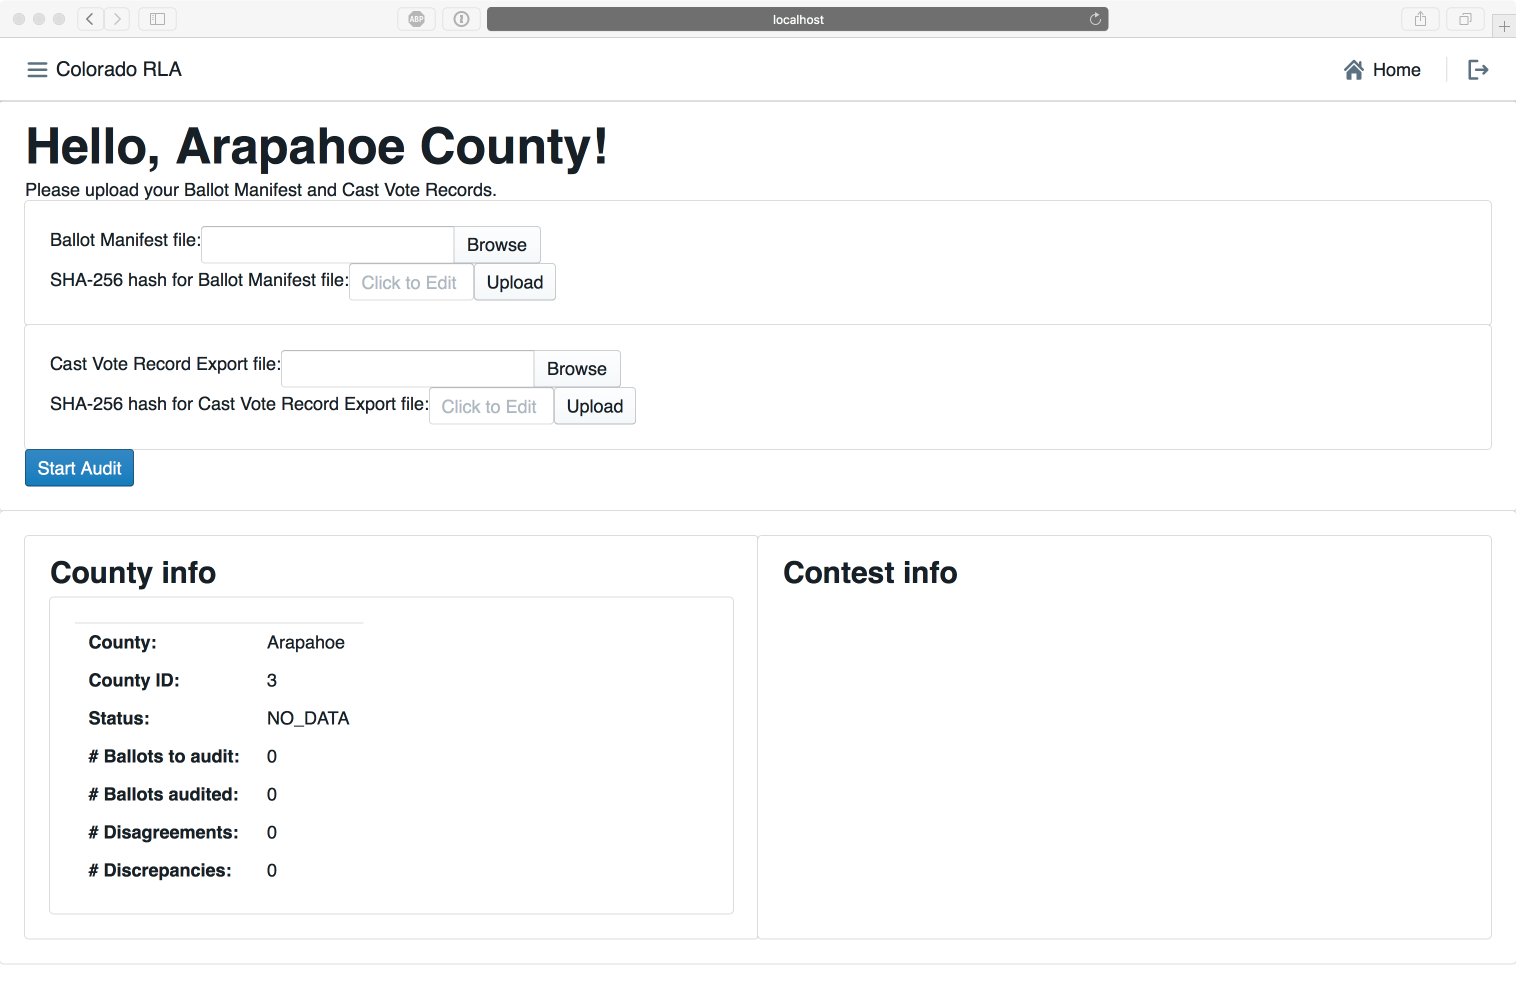 localhost
ABP
Colorado RLA
Home
Hello, Arapahoe County!
Please upload your Ballot Manifest and Cast Vote Records.
Ballot Manifest file: Browse
SHA-256 hash for Ballot Manifest file: Click to Edit Upload
Cast Vote Record Export file: Browse
SHA-256 hash for Cast Vote Record Export file: Click to Edit Upload
Start Audit
County info
County: Arapahoe
County ID: 3
Status: NO_DATA
# Ballots to audit: 0
# Ballots audited: 0
# Disagreements: 0
# Discrepancies: 0
Contest info